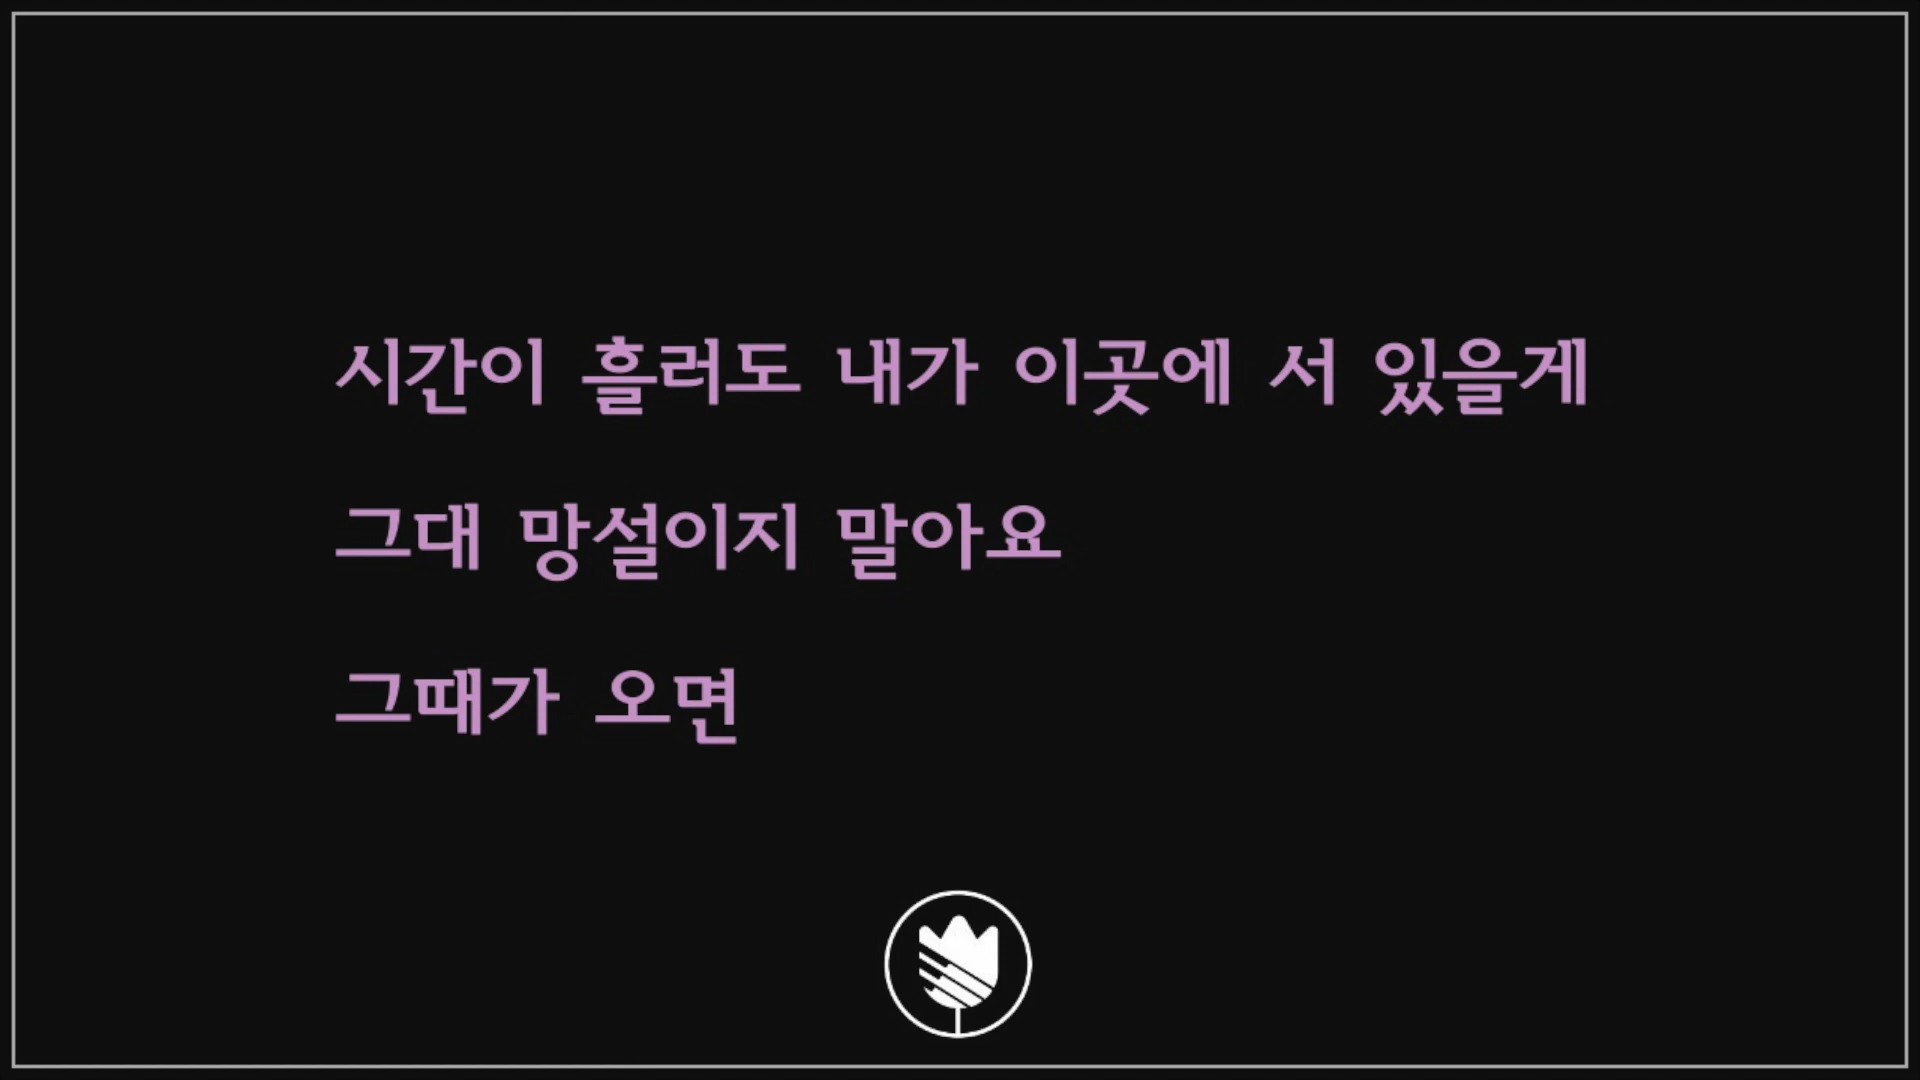 시간이 흘러도 내가 이곳에 서 있을게
그대 망설이지 말아요
그때가 오면